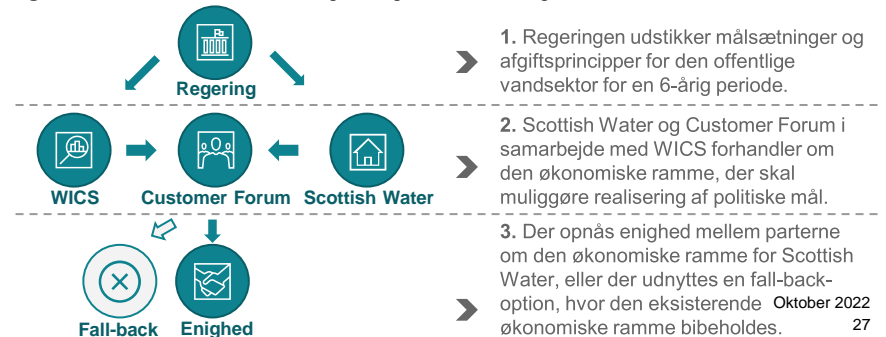 Regering
1. Regeringen udstikker målsætninger og
afgiftsprincipper for den offentlige
vandsektor for en 6-årig periode.
WICS
Customer Forum
Scottish Water
2. Scottish Water og Customer Forum i
samarbejde med WICS forhandler om
den økonomiske ramme, der skal
muliggøre realisering af politiske mål.
Fall-back
Enighed
3. Der opnås enighed mellem parterne
om den økonomiske ramme for Scottish
Water, eller der udnyttes en fall-back-
option, hvor den eksisterende
økonomiske ramme bibeholdes.
Oktober 2022
27